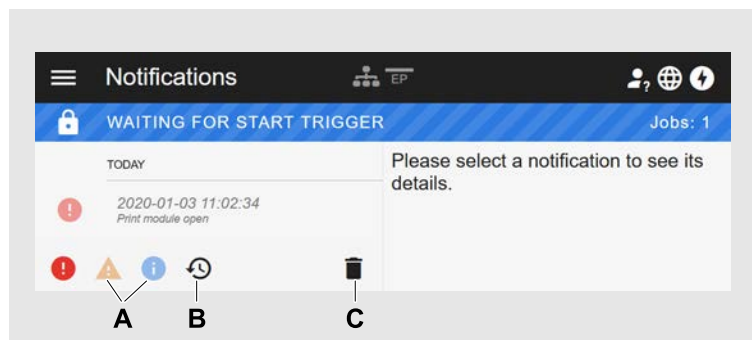 Notifications
EP
?
WAITING FOR START TRIGGER
Jobs: 1
TODAY
2020-01-03 11:02:34
Print module open
Please select a notification to see its
details.
!
!
!
i
A
B
C